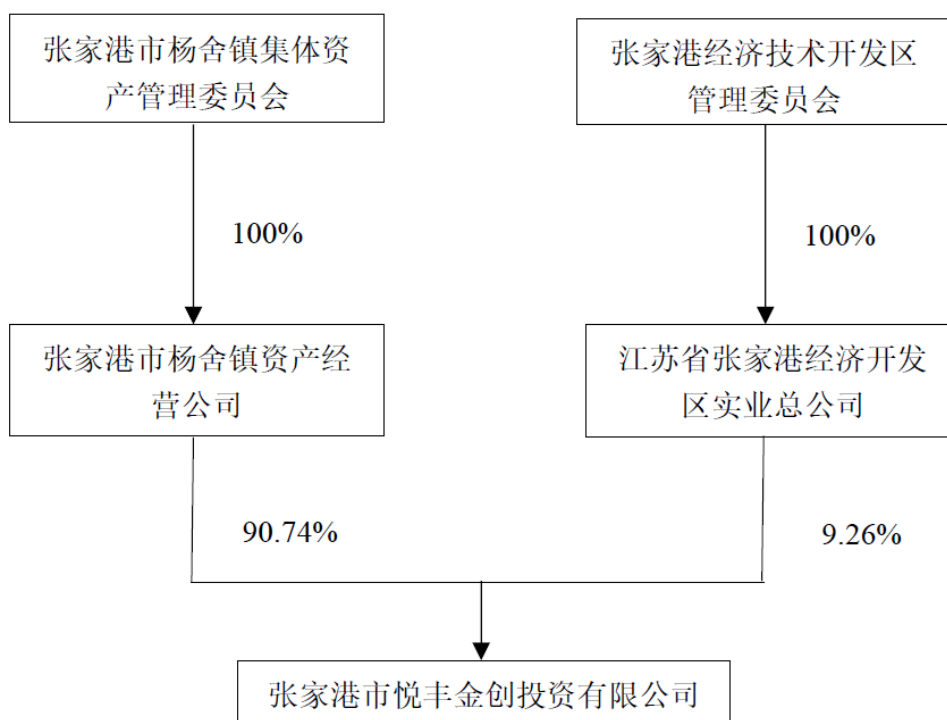 张家港市杨舍镇集体资
产管理委员会
张家港经济技术开发区
管理委员会
100%
100%
张家港市杨舍镇资产经
营公司
江苏省张家港经济开发
区实业总公司
90.74%
9.26%
张家港市悦丰金创投资有限公司